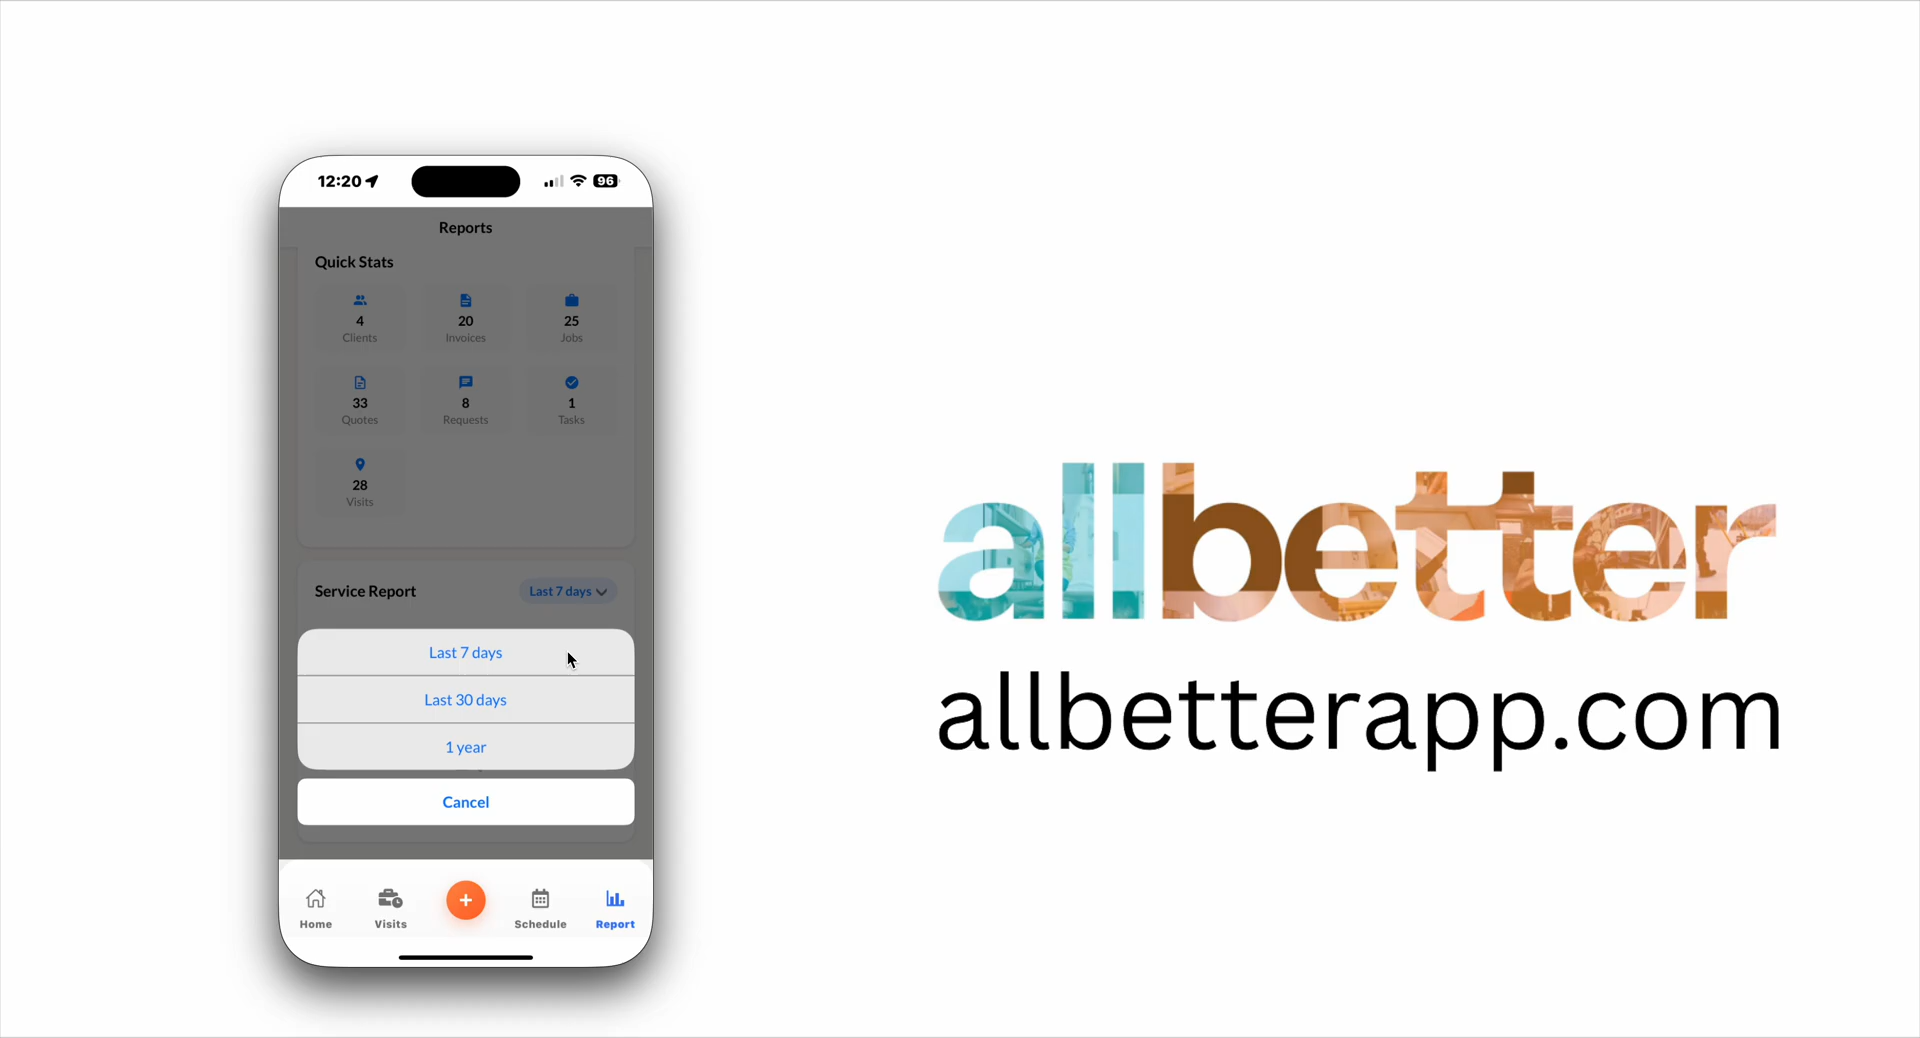 12:20
96
Reports
Quick Stats
4
Clients
20
Invoices
25
Jobs
33
Quotes
8
Requests
1
Tasks
28
Visits
Service Report
Last 7 days
Last 7 days
Last 30 days
1 year
Cancel
Home
Visits
+
Schedule
Report
allbetter
allbetterapp.com